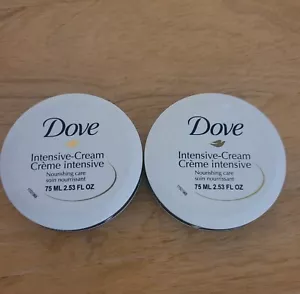 Dove
Intensive-Cream
Crème intensive
Nourishing care
soin nourrissant
75 ML 2.53 FL OZ
Dove
Intensive-Cream
Crème intensive
Nourishing care
soin nourrissant
75 ML 2.53 FL OZ